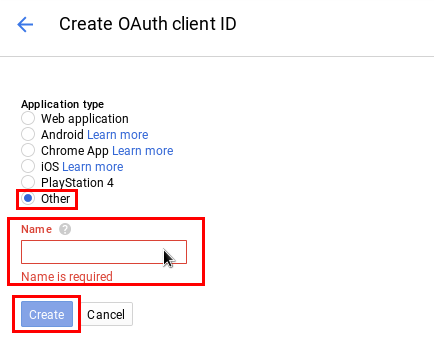 Create OAuth client ID
Application type
Web application
Android Learn more
Chrome App Learn more
iOS Learn more
PlayStation 4
Other
Name ?
Name is required
Create Cancel